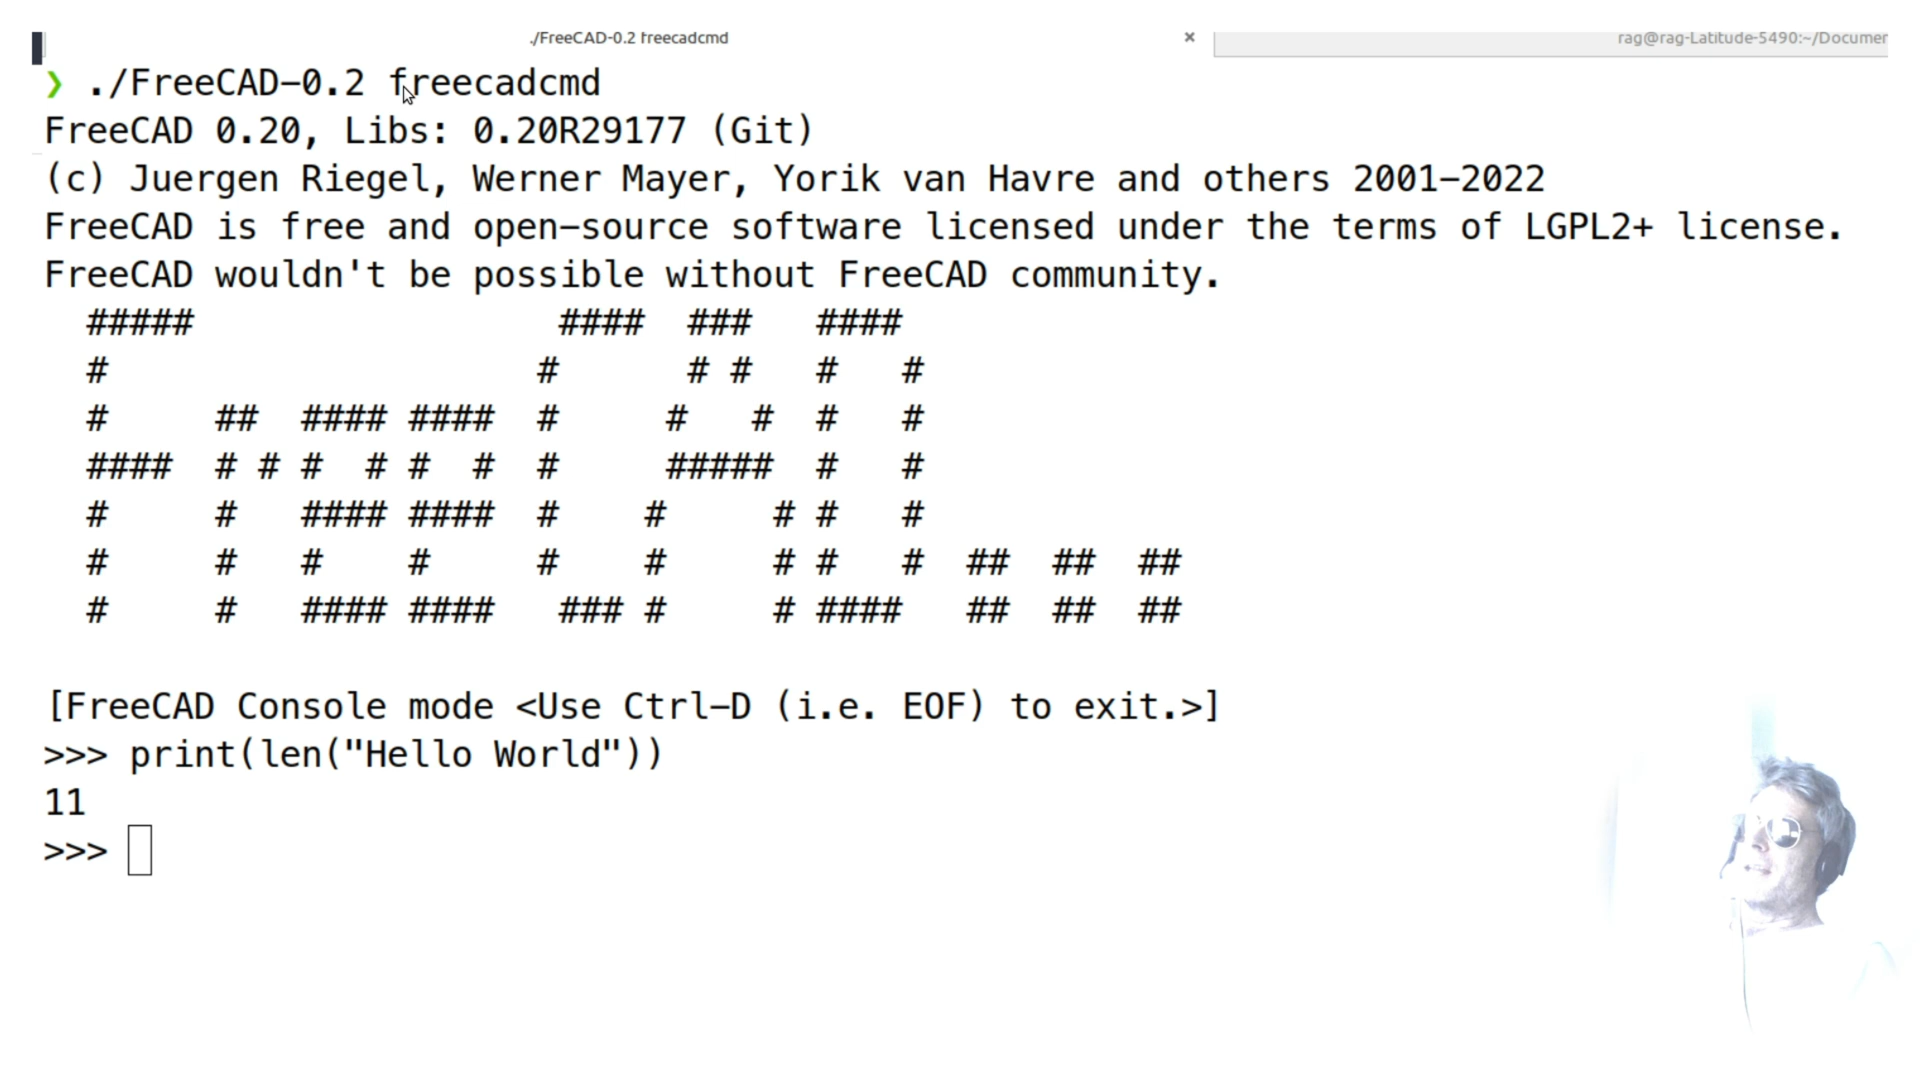 ./FreeCAD-0.2 freecadcmd × rag@rag-Latitude-5490:~/Documen
❯ ./FreeCAD-0.2 freecadcmd
FreeCAD 0.20, Libs: 0.20R29177 (Git)
(c) Juergen Riegel, Werner Mayer, Yorik van Havre and others 2001-2022
FreeCAD is free and open-source software licensed under the terms of LGPL2+ license.
FreeCAD wouldn't be possible without FreeCAD community.
  #####                 ####  ###   ####
  #                    #      # #   #   #
  #     ##  #### ####  #     #   #  #   #
  ####  # # #  # #  #  #     #####  #   #
  #     #   #### ####  #    #     # #   #
  #     #   #    #     #    #     # #   #  ##  ##  ##
  #     #   #### ####   ### #     # ####   ##  ##  ##
[FreeCAD Console mode <Use Ctrl-D (i.e. EOF) to exit.>]
>>> print(len("Hello World"))
11
>>>